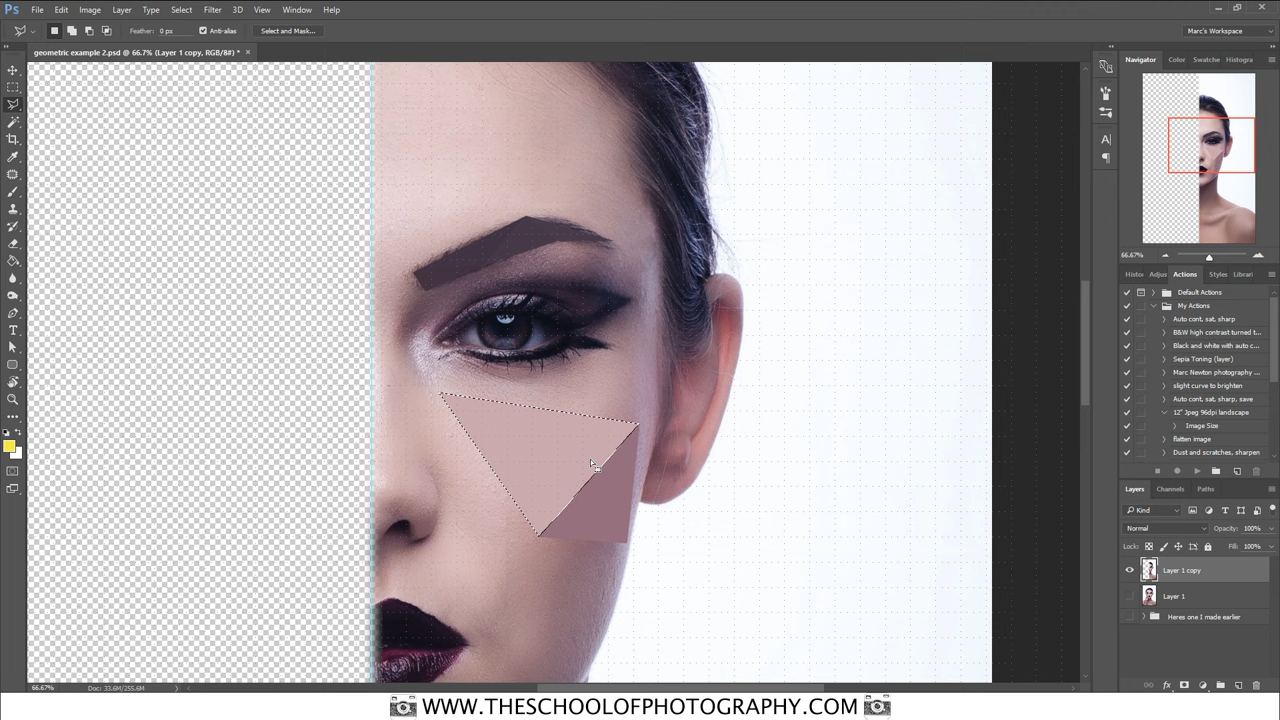 Ps File Edit Image Layer Type Select Filter 3D View Window Help
Feather: 0 px Anti-alias Select and Mask... Marc's Workspace
geometric example 2.psd @ 66.7% (Layer 1 copy, RGB/8#) * ×
Navigator Color Swatche Histogra
66.67%
Histo Adjus Actions Styles Librari
Default Actions
My Actions
Auto cont, sat, sharp
B&W high contrast turned t...
Black and white with auto c...
Sepia Toning (layer)
Marc Newton photography ...
slight curve to brighten
Auto cont, sat, sharp, save
12" Jpeg 96dpi landscape
Image Size
flatten image
Dust and scratches, sharpen
Layers Channels Paths
Kind
Normal Opacity: 100%
Lock: Fill: 100%
Layer 1 copy
Layer 1
Heres one I made earlier
66.67% Doc: 33.6M/255.6M
WWW.THESCHOOLOFPHOTOGRAPHY.COM